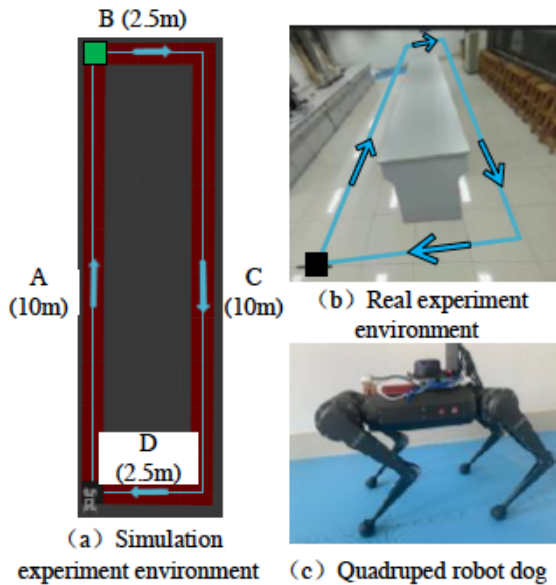 B (2.5m)
A
(10m)
C
(10m)
D
(2.5m)
（a）Simulation
experiment environment
（b）Real experiment
environment
（c）Quadruped robot dog